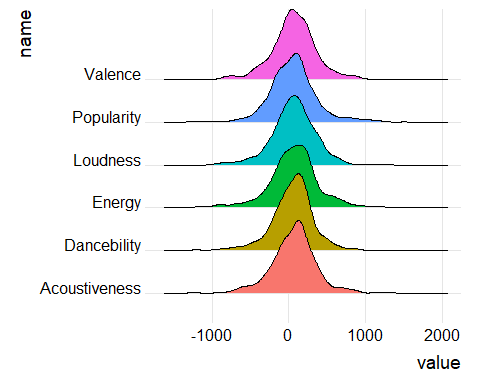 name
Valence
Popularity
Loudness
Energy
Dancebility
Acoustiveness
-1000 0 1000 2000
value